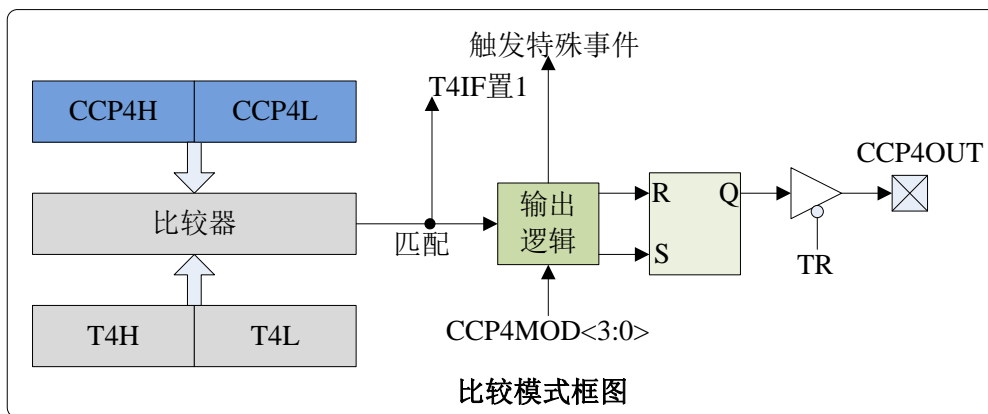 触发特殊事件
T4IF置1
CCP4H CCP4L
CCP4OUT
比较器
匹配
输出
逻辑
R Q
S
TR
T4H T4L
CCP4MOD<3:0>
比较模式框图